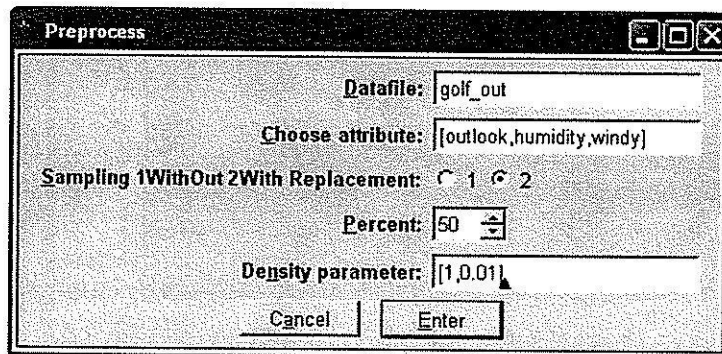 Preprocess
Datafile: golf_out
Choose attribute: [outlook,humidity,windy]
Sampling 1WithOut 2With Replacement: 1 2
Percent: 50
Density parameter: [1,0.01]
Cancel Enter